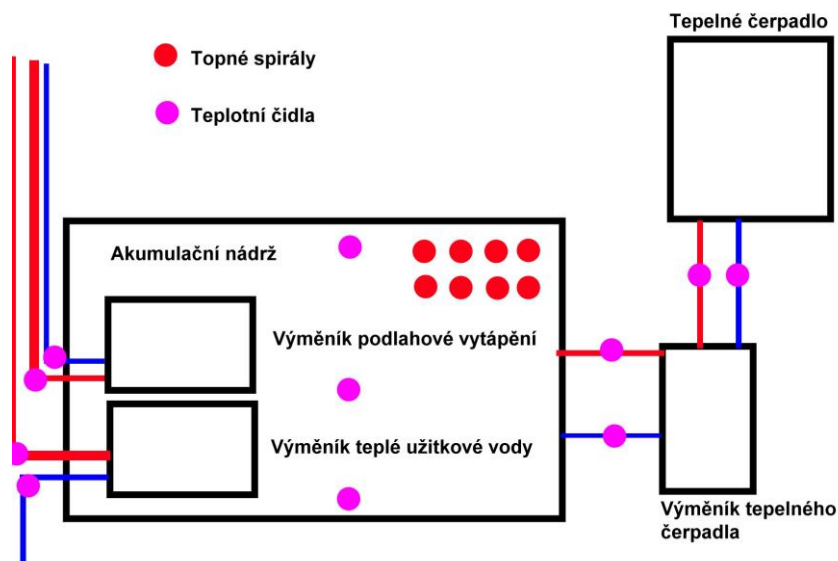 Tepelné čerpadlo
Topné spirály
Teplotní čidla
Akumulační nádrž
Výměník podlahové vytápění
Výměník teplé užitkové vody
Výměník tepelného
čerpadla